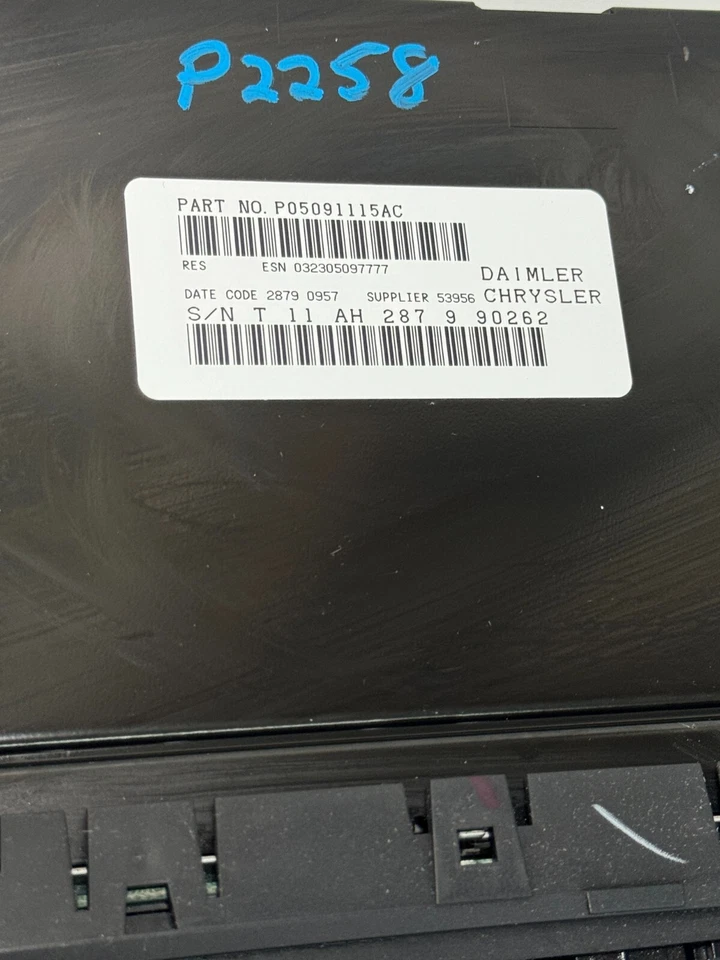 P2258
PART NO. P05091115AC
RES ESN 032305097777
DAIMLER
DATE CODE 2879 0957 SUPPLIER 53956 CHRYSLER
S/N T 11 AH 287 9 90262